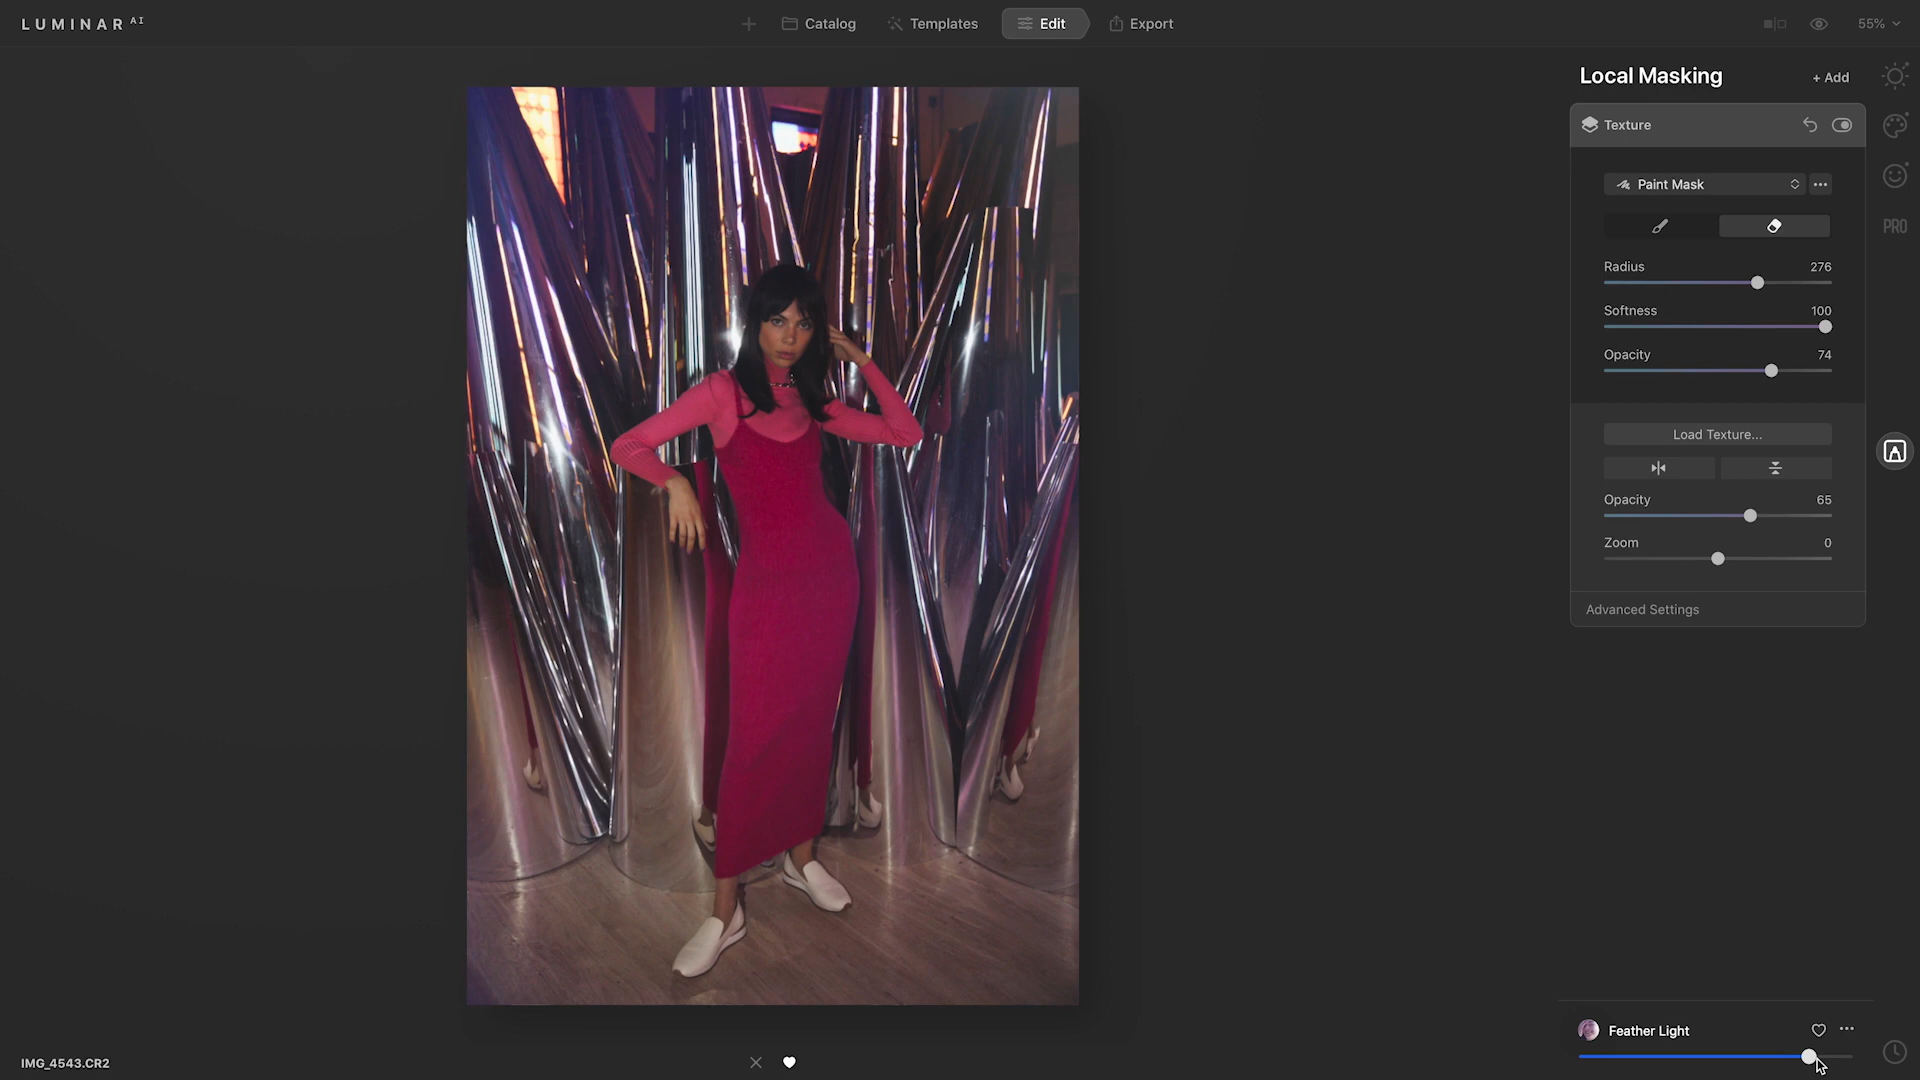 LUMINAR AI
Catalog
Templates
Edit
Export
55%
Local Masking
+ Add
Texture
Paint Mask
Radius 276
Softness 100
Opacity 74
Load Texture...
Opacity 65
Zoom 0
Advanced Settings
PRO
Feather Light
IMG_4543.CR2